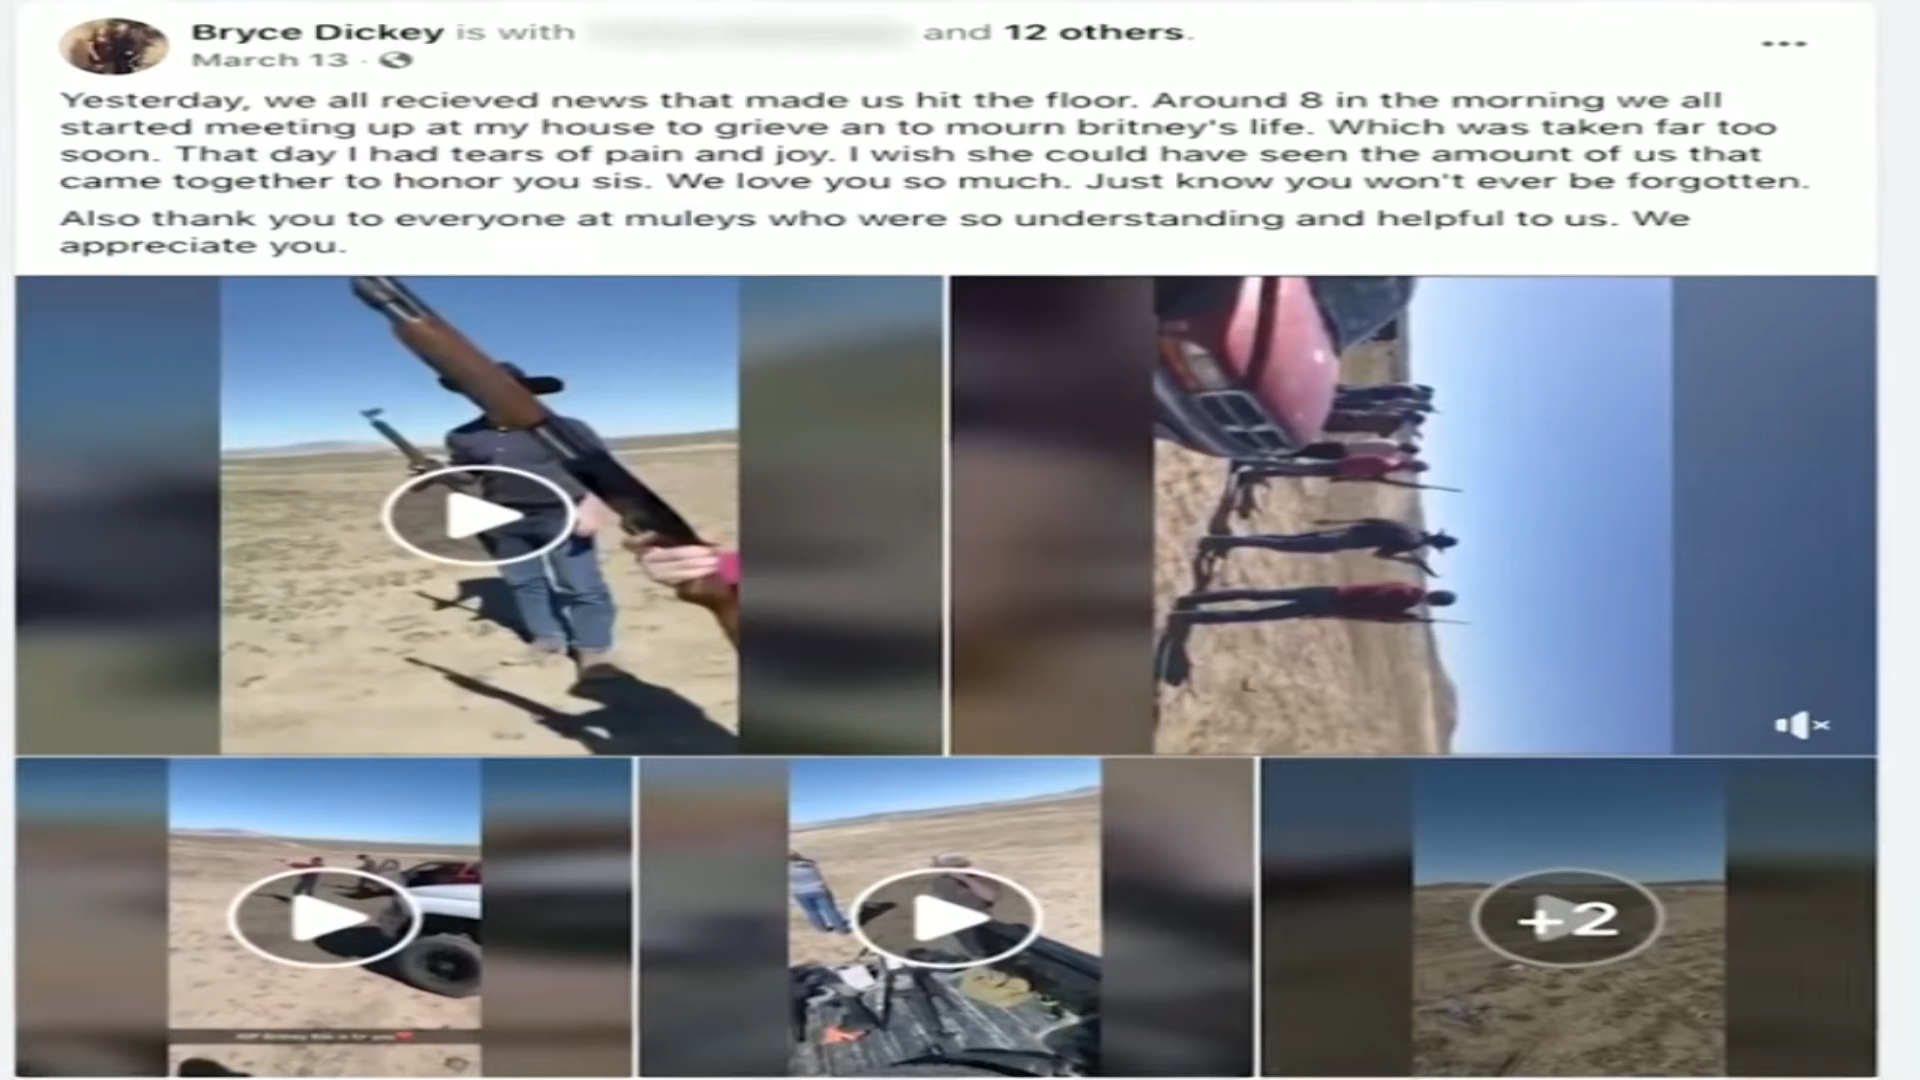 Bryce Dickey is with and 12 others.
March 13 ·
Yesterday, we all recieved news that made us hit the floor. Around 8 in the morning we all
started meeting up at my house to grieve an to mourn britney's life. Which was taken far too
soon. That day I had tears of pain and joy. I wish she could have seen the amount of us that
came together to honor you sis. We love you so much. Just know you won't ever be forgotten.
Also thank you to everyone at muleys who were so understanding and helpful to us. We
appreciate you.
+2